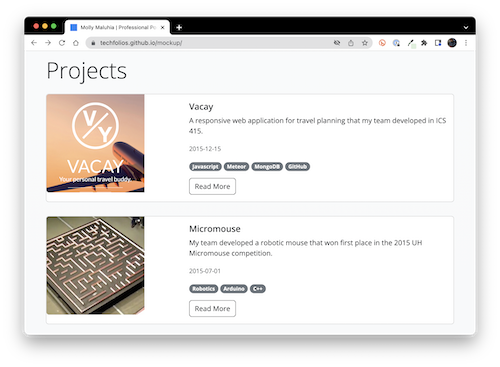 Molly Maluhia | Professional Po
techfolios.github.io/mockup/
Projects
VY
VACAY
Your personal travel buddy.
Vacay
A responsive web application for travel planning that my team developed in ICS
415.
2015-12-15
Javascript Meteor MongoDB GitHub
Read More
Micromouse
My team developed a robotic mouse that won first place in the 2015 UH
Micromouse competition.
2015-07-01
Robotics Arduino C++
Read More